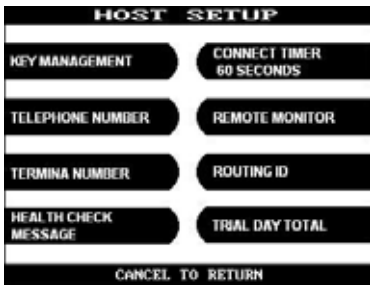 HOST SETUP
KEY MANAGEMENT
CONNECT TIMER
60 SECONDS
TELEPHONE NUMBER
REMOTE MONITOR
TERMINA NUMBER
ROUTING ID
HEALTH CHECK
MESSAGE
TRIAL DAY TOTAL
CANCEL TO RETURN